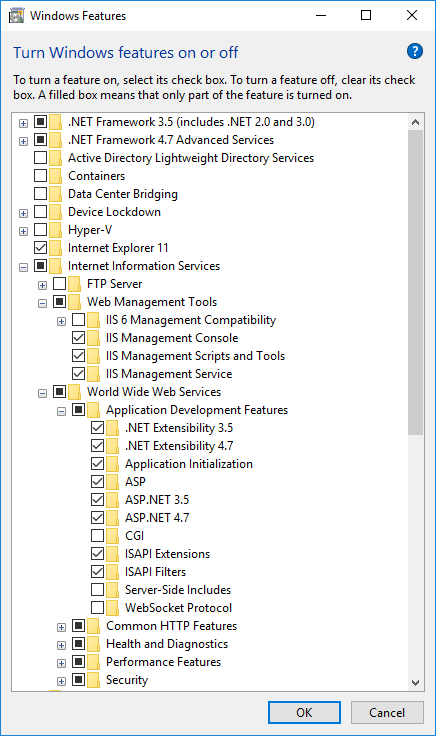 Windows Features
Turn Windows features on or off
?
To turn a feature on, select its check box. To turn a feature off, clear its check
box. A filled box means that only part of the feature is turned on.
.NET Framework 3.5 (includes .NET 2.0 and 3.0)
.NET Framework 4.7 Advanced Services
Active Directory Lightweight Directory Services
Containers
Data Center Bridging
Device Lockdown
Hyper-V
Internet Explorer 11
Internet Information Services
FTP Server
Web Management Tools
IIS 6 Management Compatibility
IIS Management Console
IIS Management Scripts and Tools
IIS Management Service
World Wide Web Services
Application Development Features
.NET Extensibility 3.5
.NET Extensibility 4.7
Application Initialization
ASP
ASP.NET 3.5
ASP.NET 4.7
CGI
ISAPI Extensions
ISAPI Filters
Server-Side Includes
WebSocket Protocol
Common HTTP Features
Health and Diagnostics
Performance Features
Security
OK
Cancel